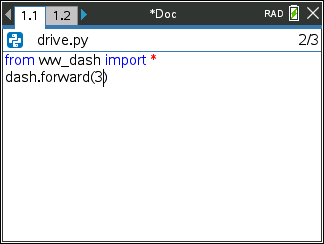 1.1 1.2 *Doc RAD
drive.py 2/3
from ww_dash import *
dash.forward(3)